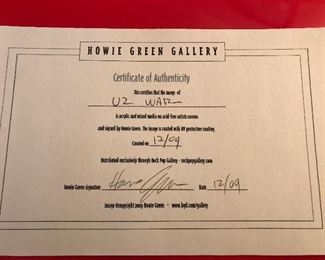 HOWIE GREEN GALLERY
Certificate of Authenticity
This certifies that the image of:
U2 WAR
is acrylic and mixed media on acid-free artists canvas
and signed by Howie Green. The image is coated with UV protective coating.
Created on 12/09
Distributed exclusively through Rock Pop Gallery - rockpopgallery.com
Howie Green signature Date 12/09
Image ©copyright 2009 Howie Green - www.hgd.com/gallery